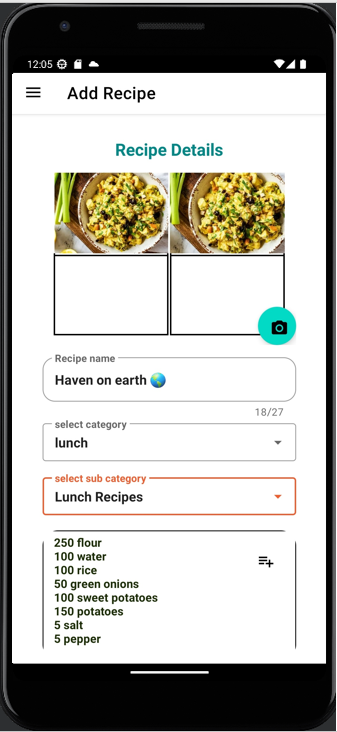 12:05
Add Recipe
Recipe Details
Recipe name
Haven on earth 🌏
18/27
select category
lunch
select sub category
Lunch Recipes
250 flour
100 water
100 rice
50 green onions
100 sweet potatoes
150 potatoes
5 salt
5 pepper